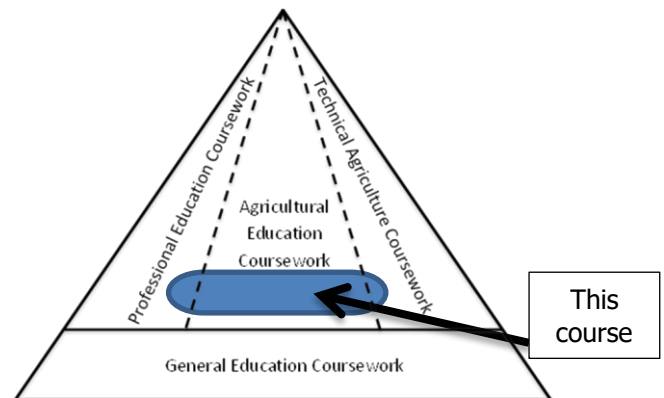 Professional Education Coursework
Technical Agriculture Coursework
Agricultural
Education
Coursework
This
course
General Education Coursework